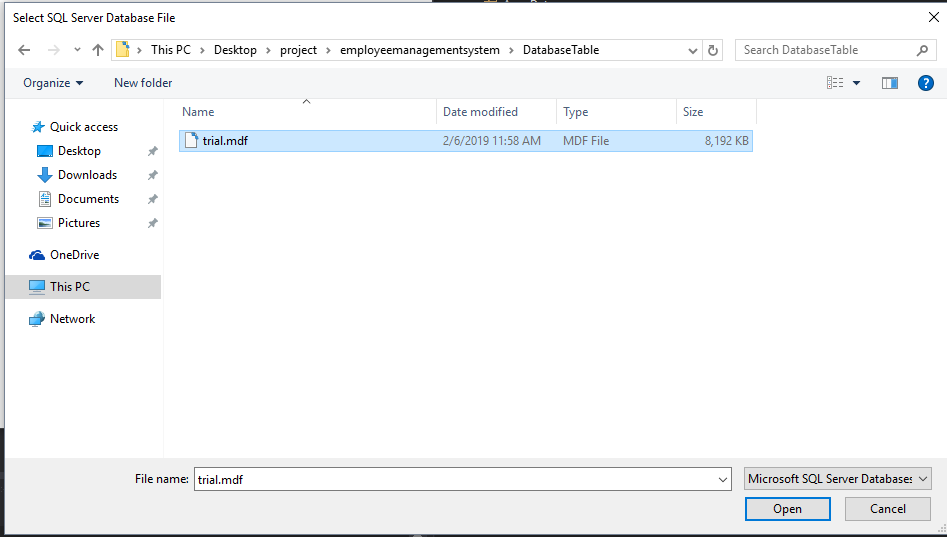 Select SQL Server Database File
This PC > Desktop > project > employeemanagementsystem > DatabaseTable
Search DatabaseTable
Organize
New folder
Name Date modified Type Size
Quick access
Desktop
Downloads
Documents
Pictures
OneDrive
This PC
Network
trial.mdf 2/6/2019 11:58 AM MDF File 8,192 KB
File name: trial.mdf
Microsoft SQL Server Databases
Open Cancel